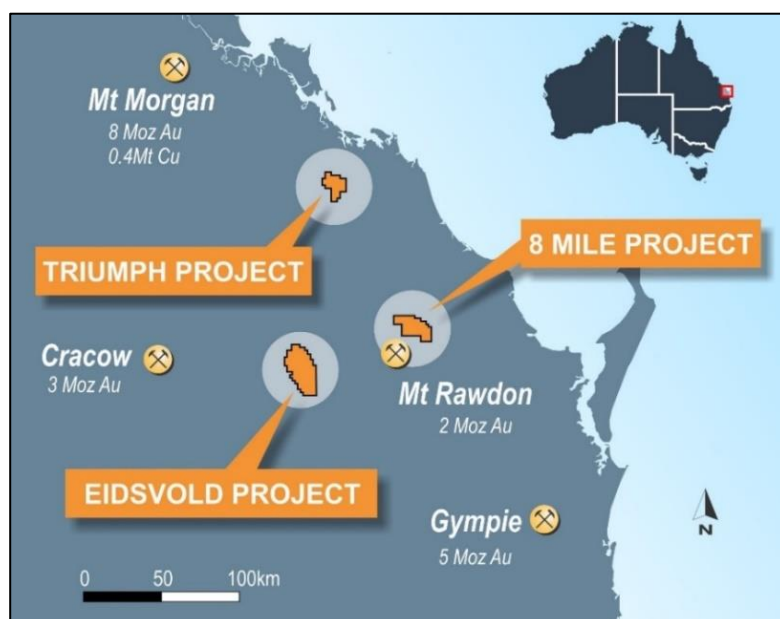 Mt Morgan
8 Moz Au
0.4Mt Cu
TRIUMPH PROJECT
8 MILE PROJECT
Cracow
3 Moz Au
Mt Rawdon
2 Moz Au
EIDSVOLD PROJECT
Gympie
5 Moz Au
N
0 50 100km